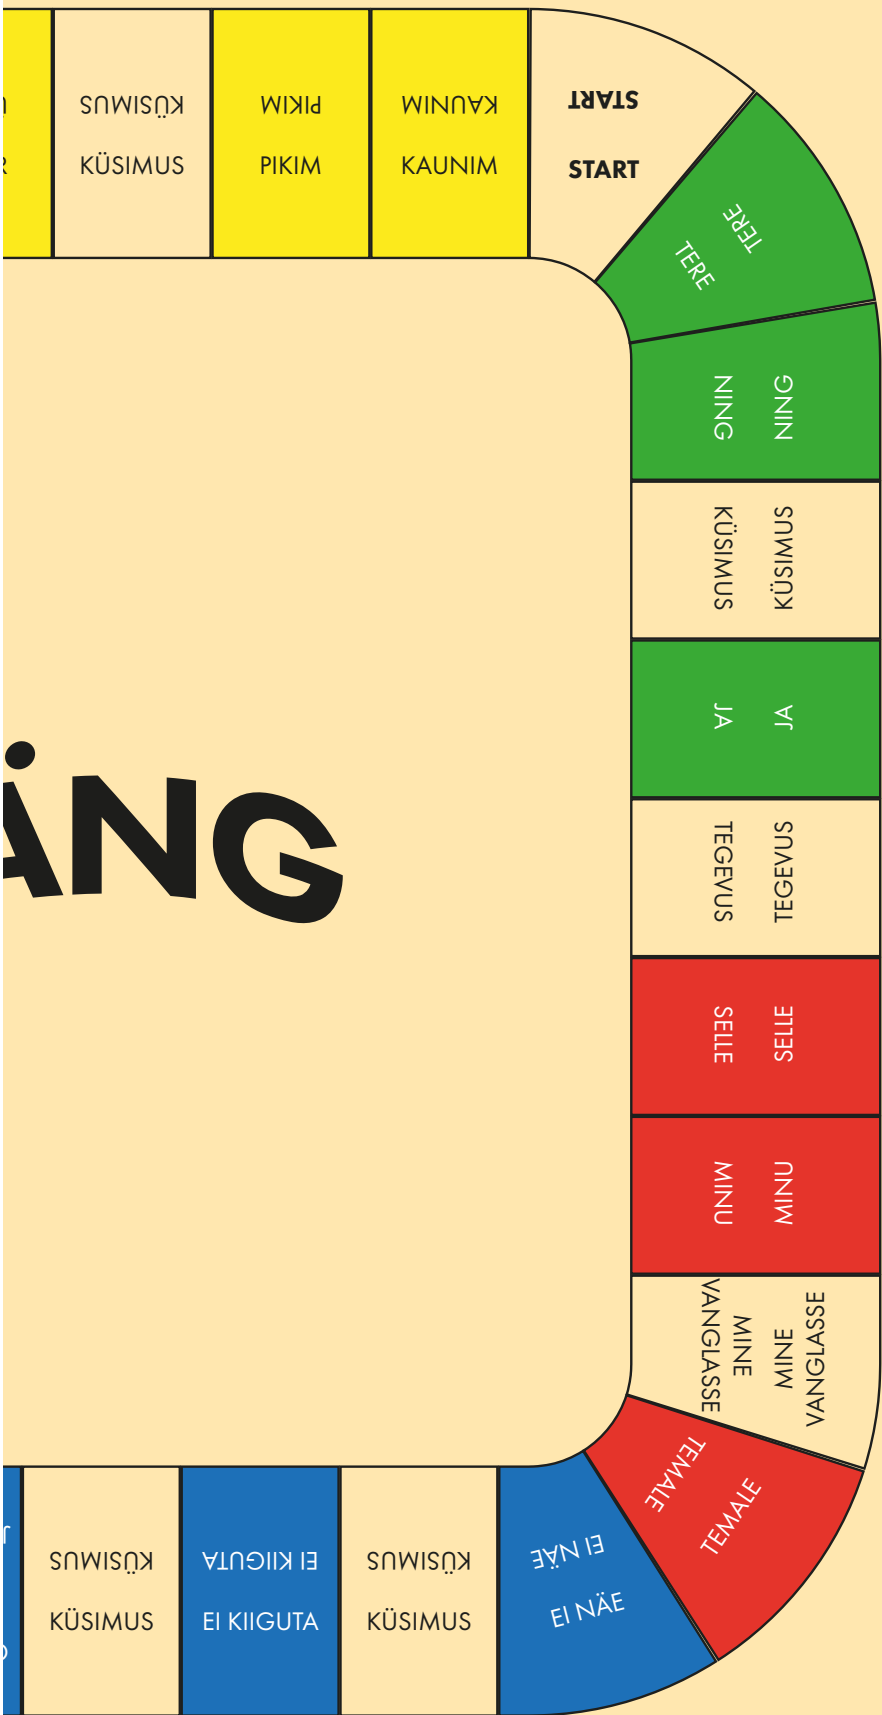 KÜSIMUS
KÜSIMUS
PIKIM
PIKIM
KAUNIM
KAUNIM
START
START
TERE
TERE
NING
NING
KÜSIMUS
KÜSIMUS
JA
JA
TEGEVUS
TEGEVUS
ÄNG
SELLE
SELLE
MINU
MINU
MINE
VANGLASSE
MINE
VANGLASSE
TEMALE
TEMALE
EI NÄE
EI NÄE
KÜSIMUS
KÜSIMUS
EI KIIGUTA
EI KIIGUTA
KÜSIMUS
KÜSIMUS